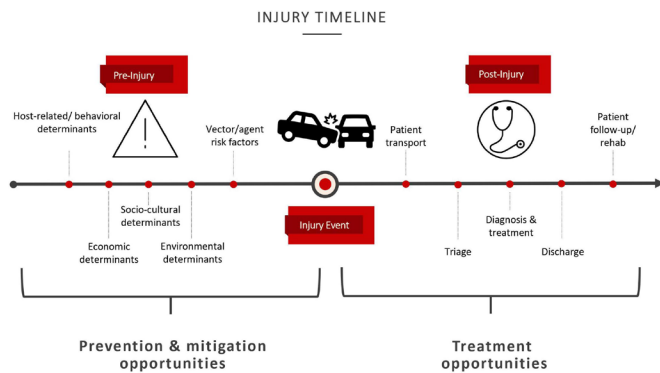 INJURY TIMELINE
Pre-Injury
Post-Injury
Host-related/ behavioral
determinants
Vector/agent
risk factors
Patient
transport
Patient
follow-up/
rehab
Socio-cultural
determinants
Economic
determinants
Environmental
determinants
Injury Event
Triage
Diagnosis &
treatment
Discharge
Prevention & mitigation
opportunities
Treatment
opportunities